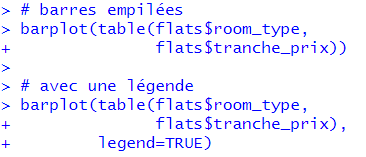 > # barres empilées
> barplot(table(flats$room_type,
+               flats$tranche_prix))
>
> # avec une légende
> barplot(table(flats$room_type,
+               flats$tranche_prix),
+         legend=TRUE)